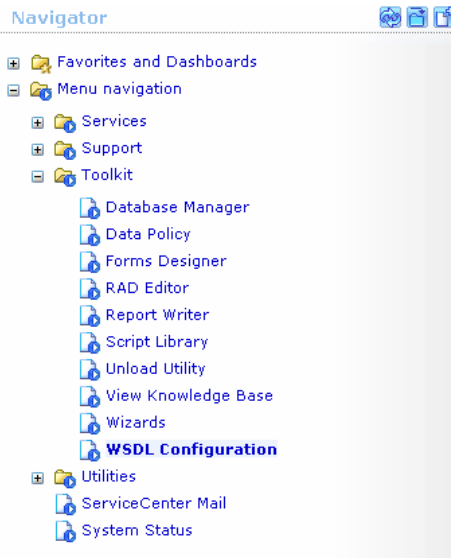 Navigator
Favorites and Dashboards
Menu navigation
Services
Support
Toolkit
Database Manager
Data Policy
Forms Designer
RAD Editor
Report Writer
Script Library
Unload Utility
View Knowledge Base
Wizards
WSDL Configuration
Utilities
ServiceCenter Mail
System Status